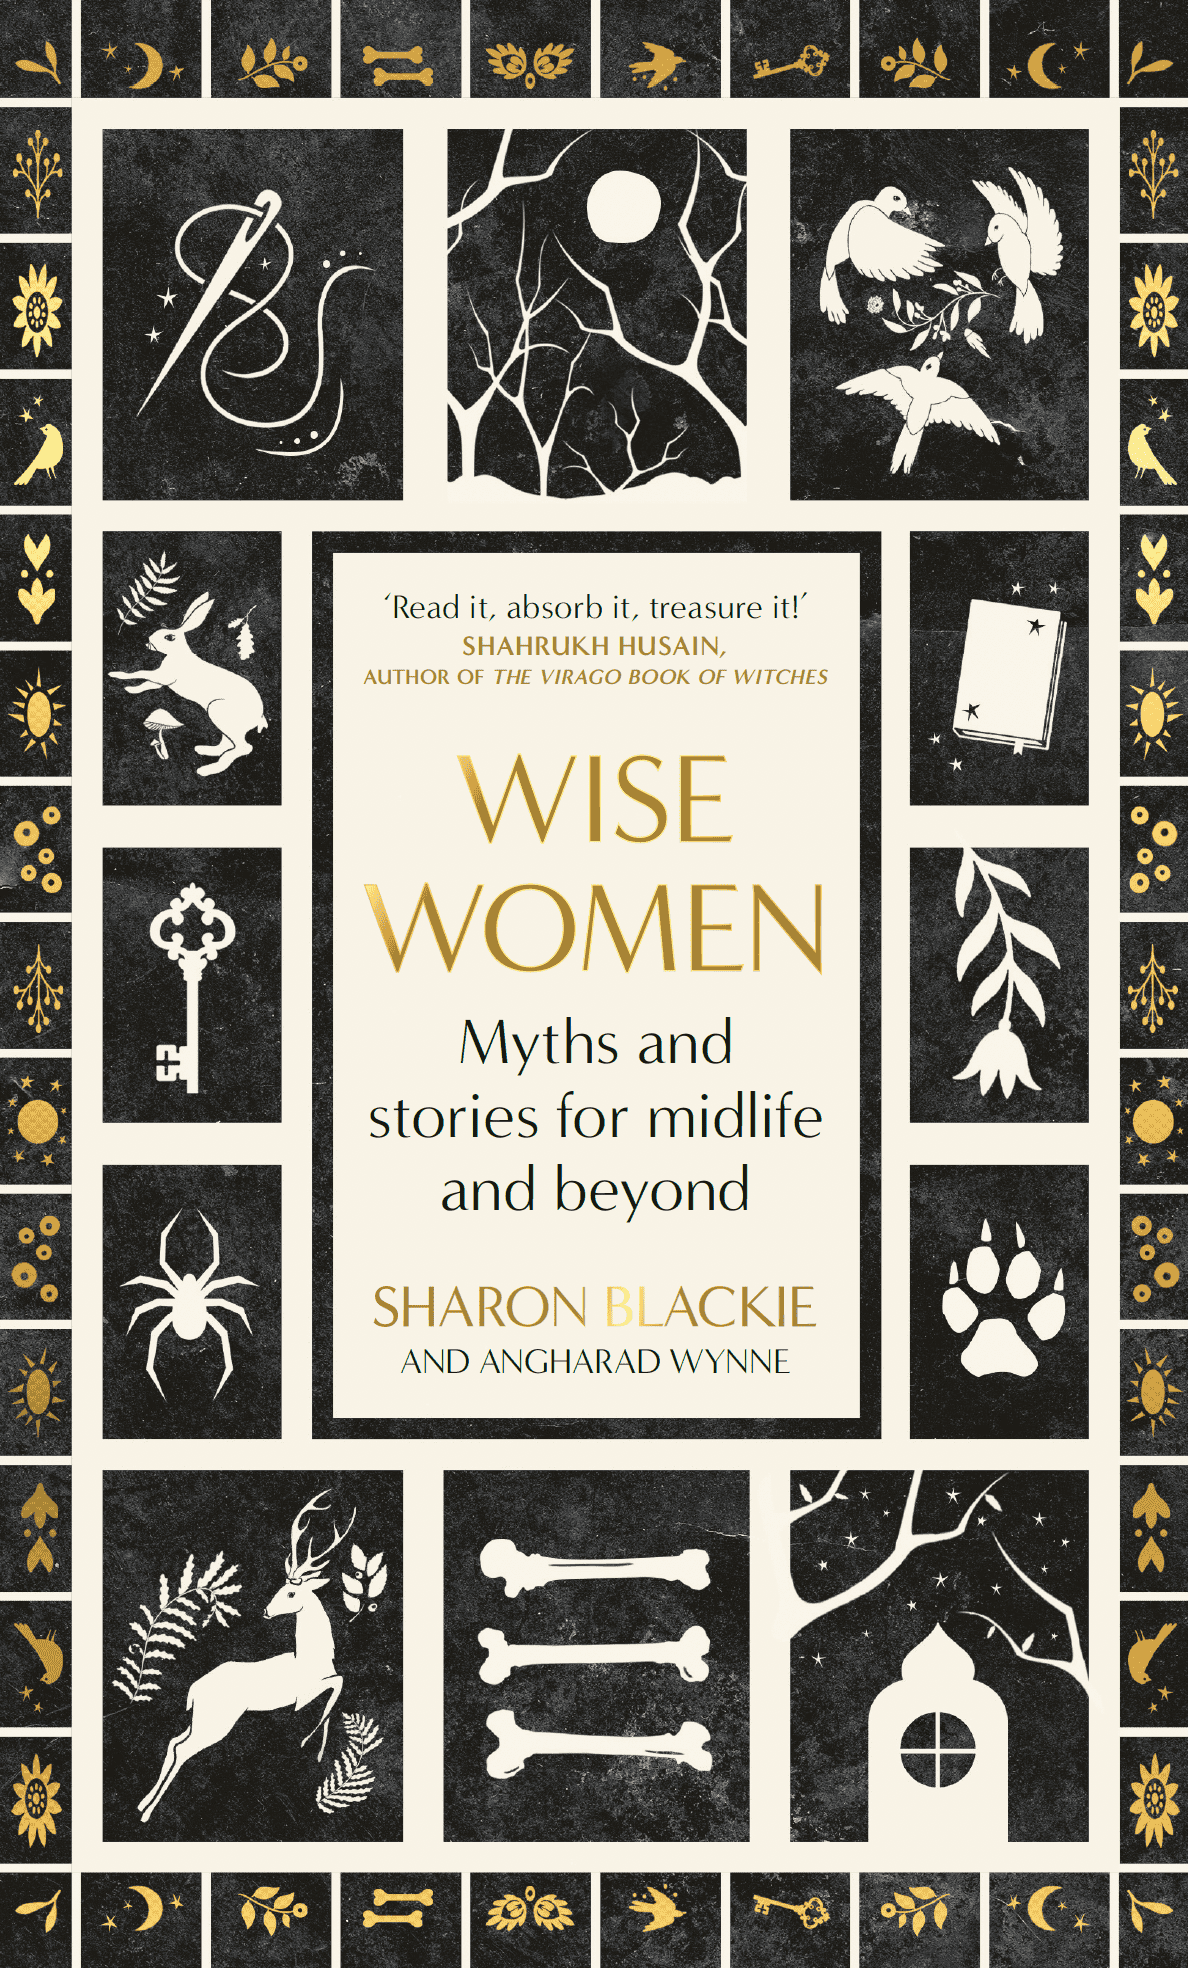 ‘Read it, absorb it, treasure it!’
SHAHRUKH HUSAIN,
AUTHOR OF THE VIRAGO BOOK OF WITCHES
WISE
WOMEN
Myths and
stories for midlife
and beyond
SHARON BLACKIE
AND ANGHARAD WYNNE